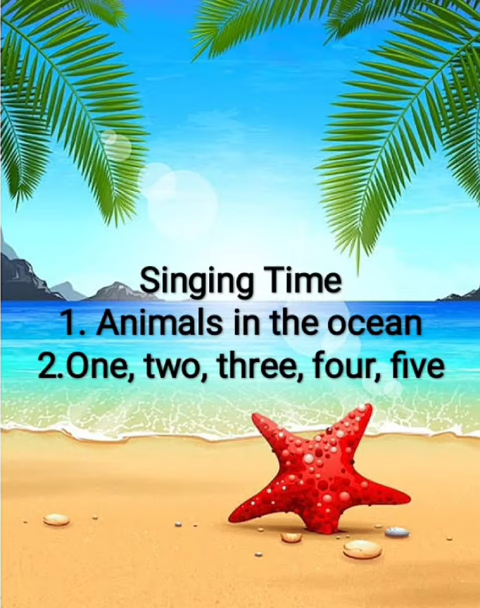 Singing Time
1. Animals in the ocean
2.One, two, three, four, five